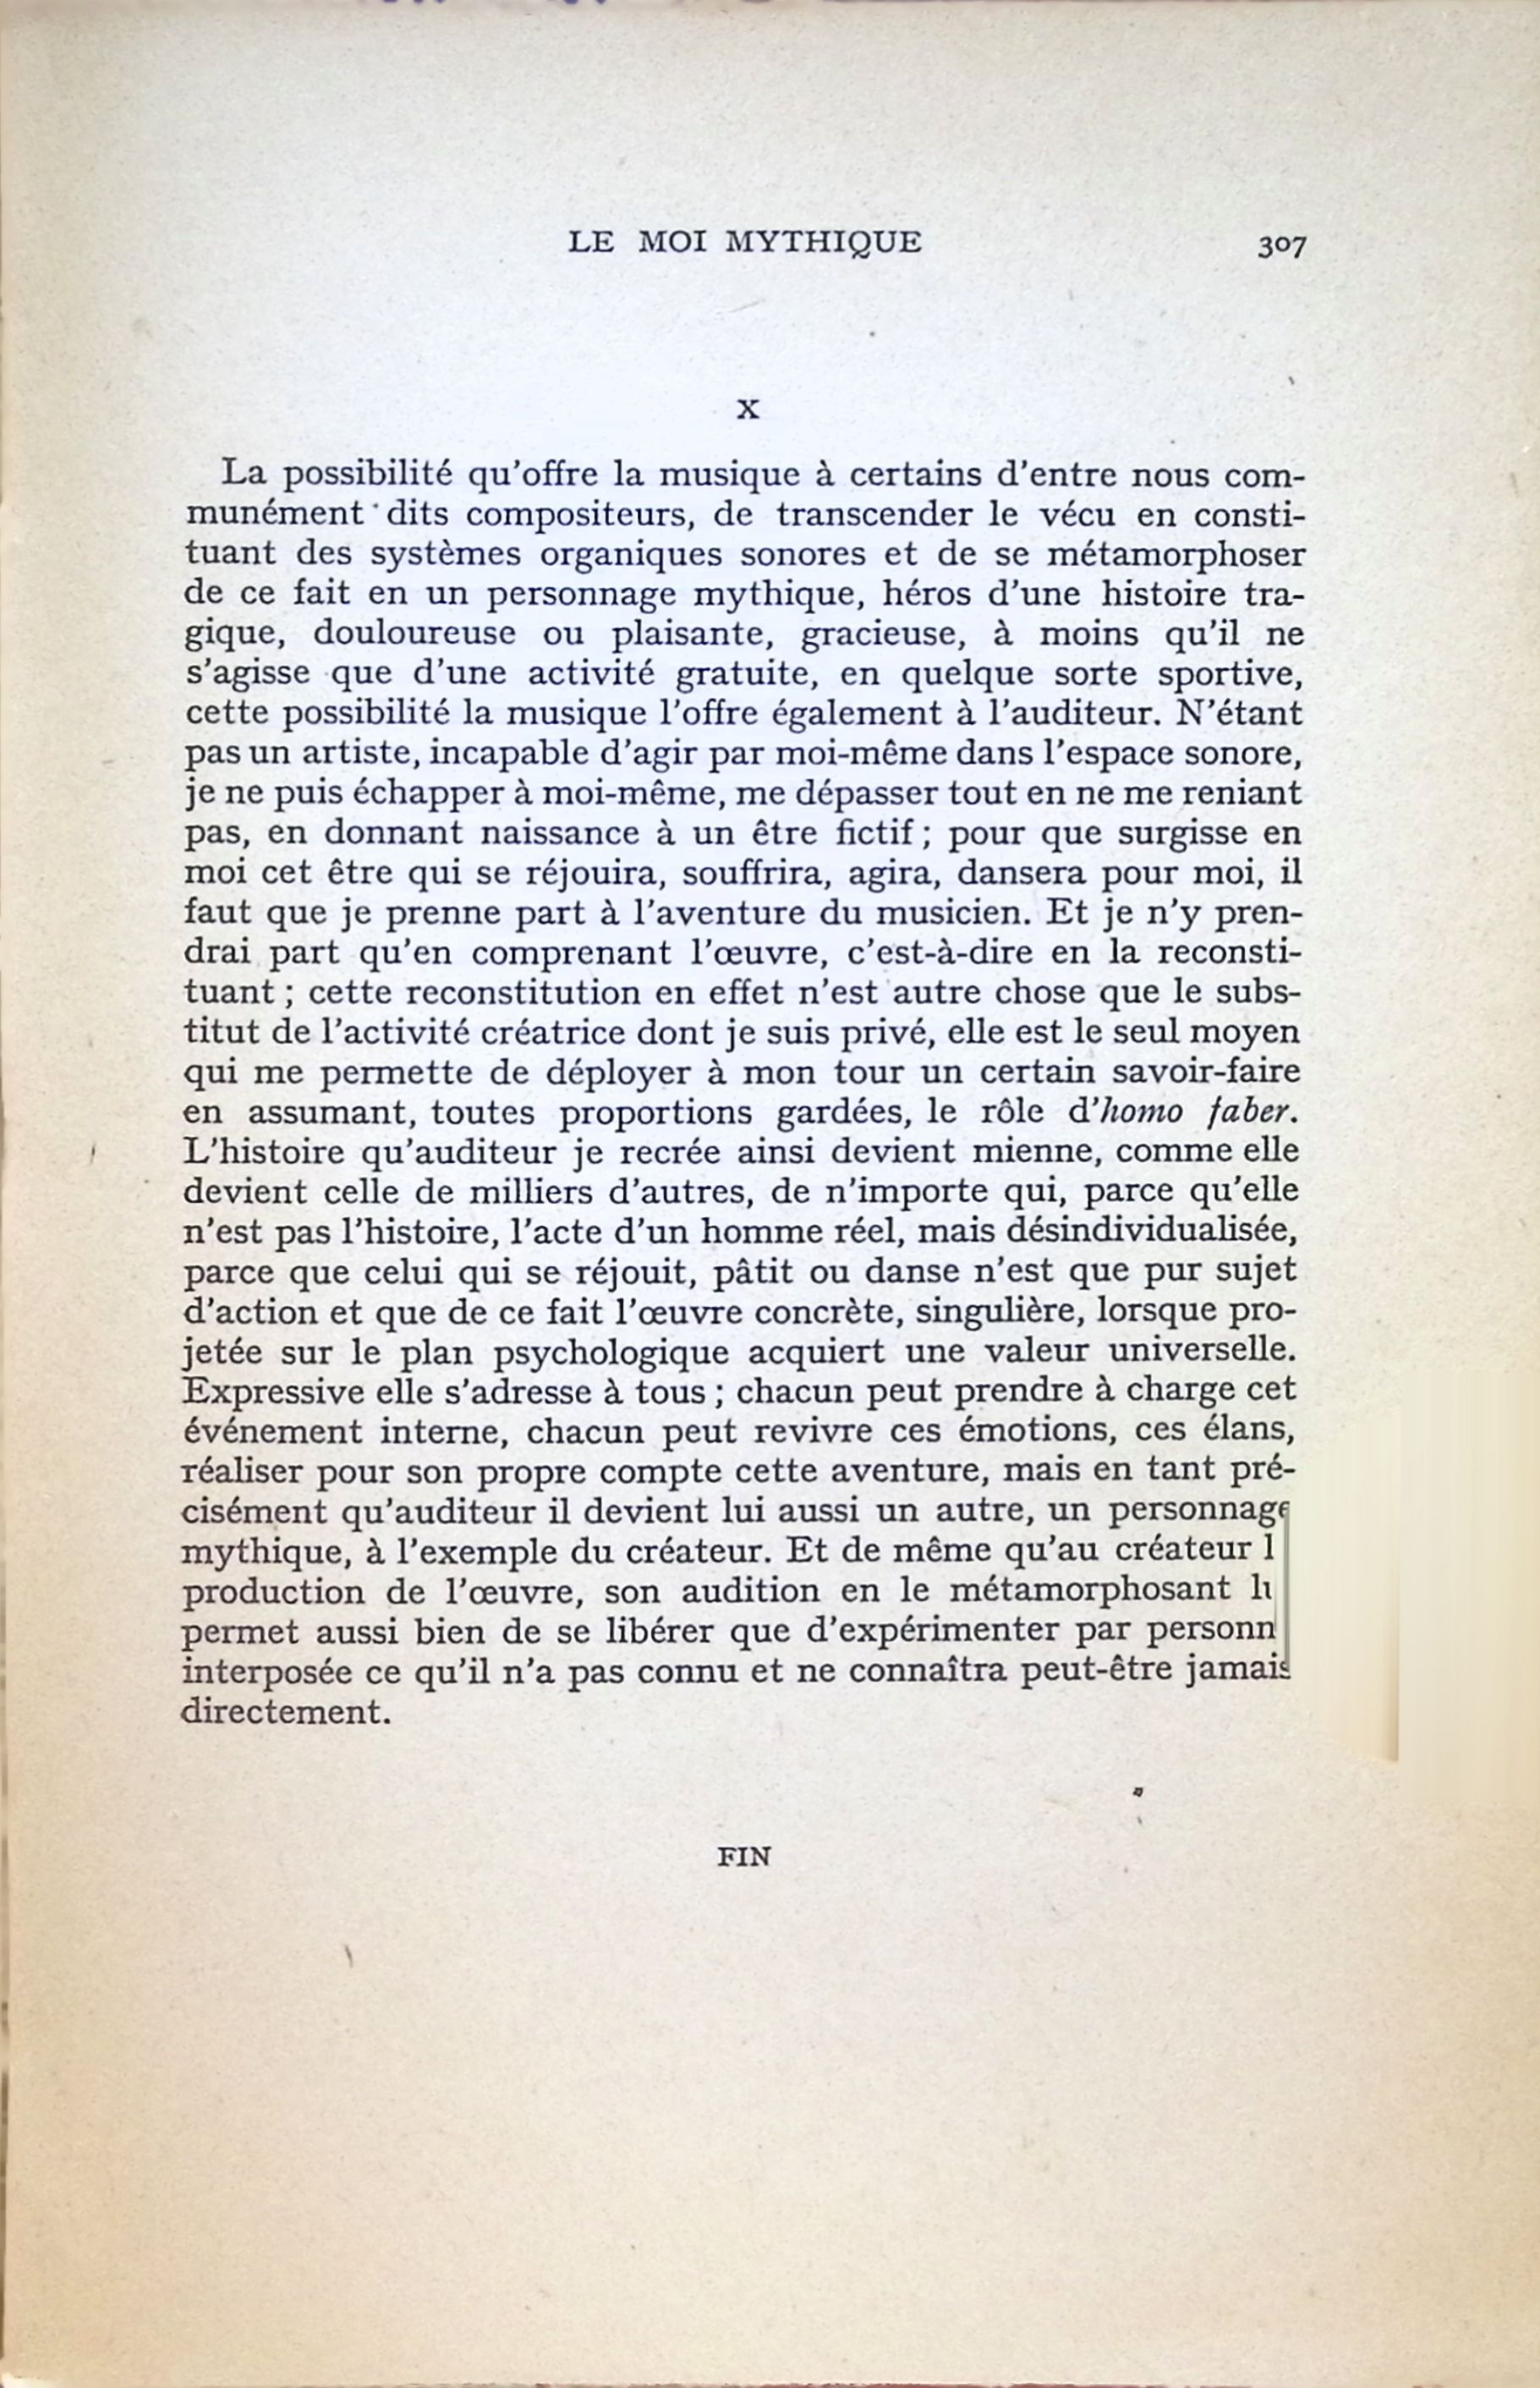 LE MOI MYTHIQUE 307
X
La possibilité qu'offre la musique à certains d'entre nous com-
munément dits compositeurs, de transcender le vécu en consti-
tuant des systèmes organiques sonores et de se métamorphoser
de ce fait en un personnage mythique, héros d'une histoire tra-
gique, douloureuse ou plaisante, gracieuse, à moins qu'il ne
s'agisse que d'une activité gratuite, en quelque sorte sportive,
cette possibilité la musique l'offre également à l'auditeur. N'étant
pas un artiste, incapable d'agir par moi-même dans l'espace sonore,
je ne puis échapper à moi-même, me dépasser tout en ne me reniant
pas, en donnant naissance à un être fictif ; pour que surgisse en
moi cet être qui se réjouira, souffrira, agira, dansera pour moi, il
faut que je prenne part à l'aventure du musicien. Et je n'y pren-
drai part qu'en comprenant l'œuvre, c'est-à-dire en la reconsti-
tuant ; cette reconstitution en effet n'est autre chose que le subs-
titut de l'activité créatrice dont je suis privé, elle est le seul moyen
qui me permette de déployer à mon tour un certain savoir-faire
en assumant, toutes proportions gardées, le rôle d'homo faber.
L'histoire qu'auditeur je recrée ainsi devient mienne, comme elle
devient celle de milliers d'autres, de n'importe qui, parce qu'elle
n'est pas l'histoire, l'acte d'un homme réel, mais désindividualisée,
parce que celui qui se réjouit, pâtit ou danse n'est que pur sujet
d'action et que de ce fait l'œuvre concrète, singulière, lorsque pro-
jetée sur le plan psychologique acquiert une valeur universelle.
Expressive elle s'adresse à tous ; chacun peut prendre à charge cet
événement interne, chacun peut revivre ces émotions, ces élans,
réaliser pour son propre compte cette aventure, mais en tant pré-
cisément qu'auditeur il devient lui aussi un autre, un personnage
mythique, à l'exemple du créateur. Et de même qu'au créateur
production de l'œuvre, son audition en le métamorphosant
permet aussi bien de se libérer que d'expérimenter par personn
interposée ce qu'il n'a pas connu et ne connaîtra peut-être jamais
directement.
FIN